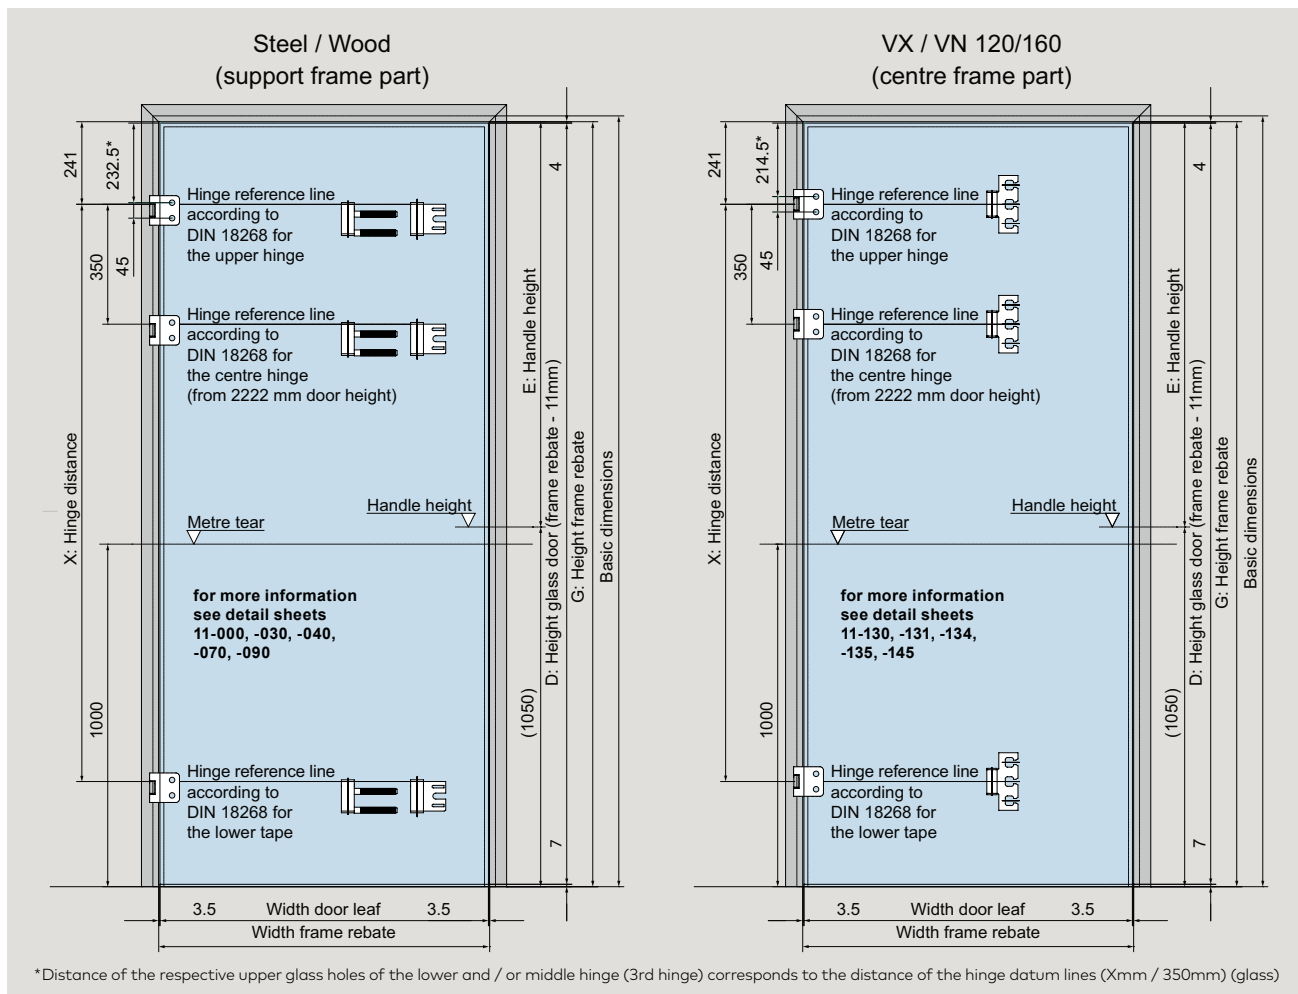 Steel / Wood
(support frame part)
241
232.5*
350
45
Hinge reference line
according to
DIN 18268 for
the upper hinge
Hinge reference line
according to
DIN 18268 for
the centre hinge
(from 2222 mm door height)
X: Hinge distance
Metre tear
Handle height
for more information
see detail sheets
11-000, -030, -040,
-070, -090
1000
Hinge reference line
according to
DIN 18268 for
the lower tape
4
E: Handle height
(1050)
D: Height glass door (frame rebate - 11mm)
7
G: Height frame rebate
Basic dimensions
3.5 Width door leaf 3.5
Width frame rebate
VX / VN 120/160
(centre frame part)
241
214.5*
350
45
Hinge reference line
according to
DIN 18268 for
the upper hinge
Hinge reference line
according to
DIN 18268 for
the centre hinge
(from 2222 mm door height)
X: Hinge distance
Metre tear
Handle height
for more information
see detail sheets
11-130, -131, -134,
-135, -145
1000
Hinge reference line
according to
DIN 18268 for
the lower tape
4
E: Handle height
(1050)
D: Height glass door (frame rebate - 11mm)
7
G: Height frame rebate
Basic dimensions
3.5 Width door leaf 3.5
Width frame rebate
*Distance of the respective upper glass holes of the lower and / or middle hinge (3rd hinge) corresponds to the distance of the hinge datum lines (Xmm / 350mm) (glass)